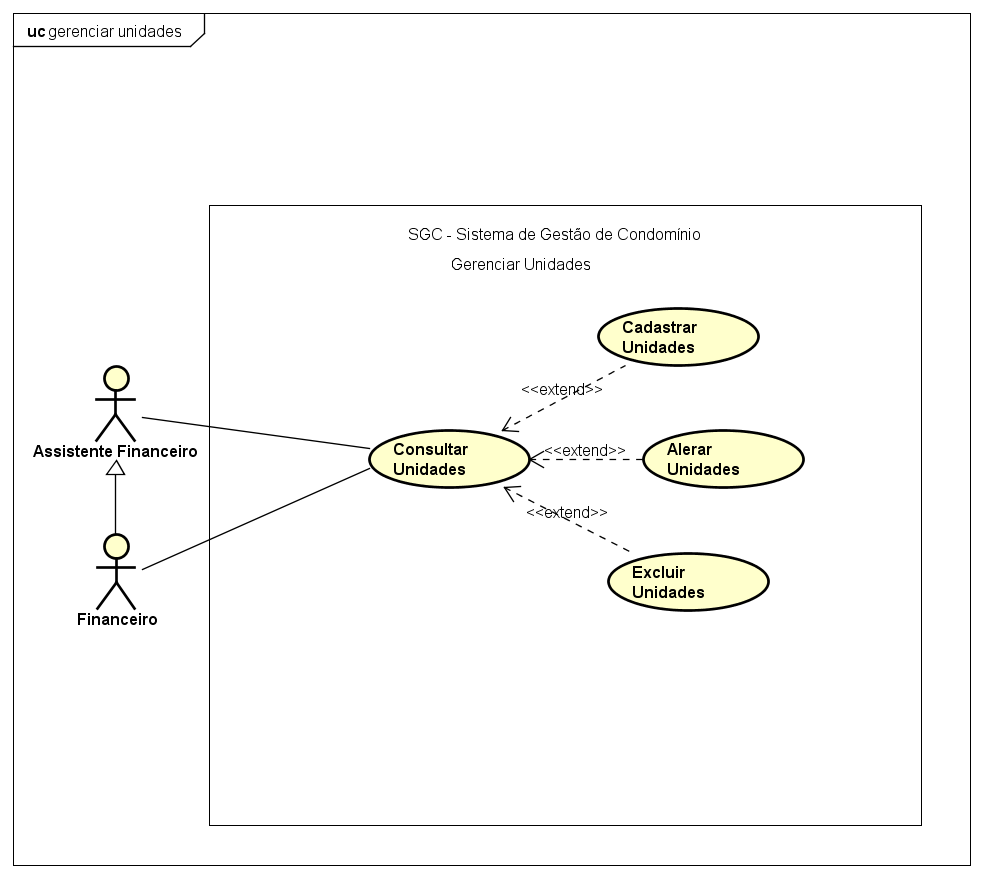 uc gerenciar unidades
SGC - Sistema de Gestão de Condomínio
Gerenciar Unidades
Cadastrar
Unidades
<<extend>>
Assistente Financeiro
Consultar
Unidades
<<extend>>
Alerar
Unidades
<<extend>>
Excluir
Unidades
Financeiro